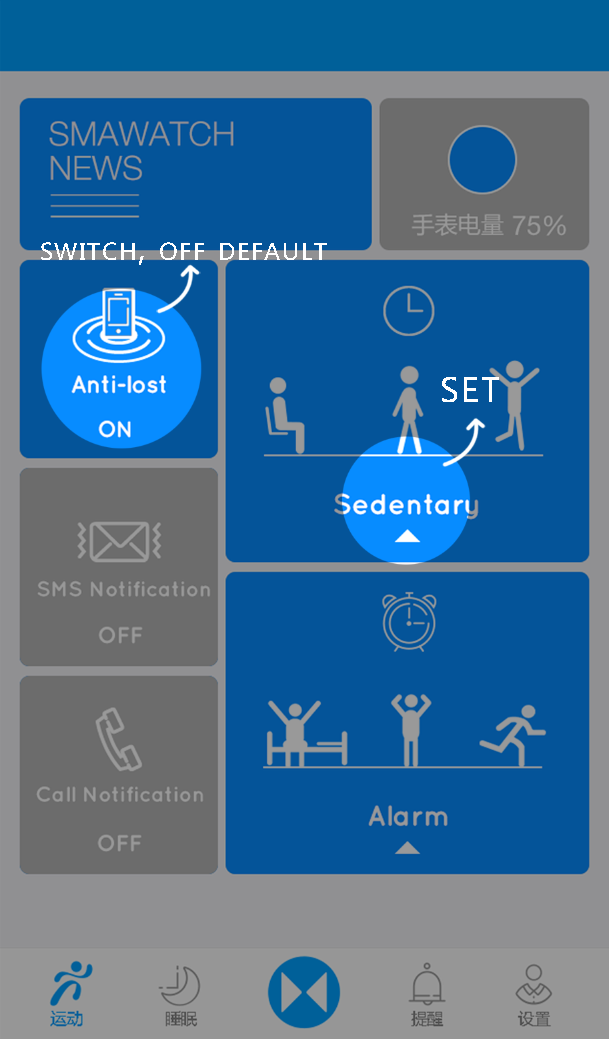 SMAWATCH
NEWS
手表电量 75%
SWITCH, OFF DEFAULT
Anti-lost
ON
SET
Sedentary
SMS Notification
OFF
Call Notification
OFF
Alarm
运动
睡眠
提醒
设置